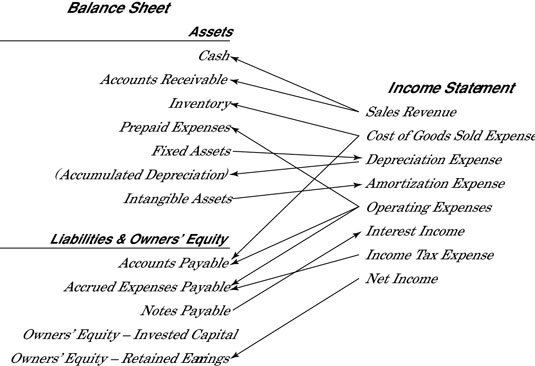 Balance Sheet
Assets
Cash
Accounts Receivable
Inventory
Prepaid Expenses
Fixed Assets
(Accumulated Depreciation)
Intangible Assets
Liabilities & Owners' Equity
Accounts Payable
Accrued Expenses Payable
Notes Payable
Owners' Equity – Invested Capital
Owners' Equity – Retained Earnings
Income Statement
Sales Revenue
Cost of Goods Sold Expense
Depreciation Expense
Amortization Expense
Operating Expenses
Interest Income
Income Tax Expense
Net Income